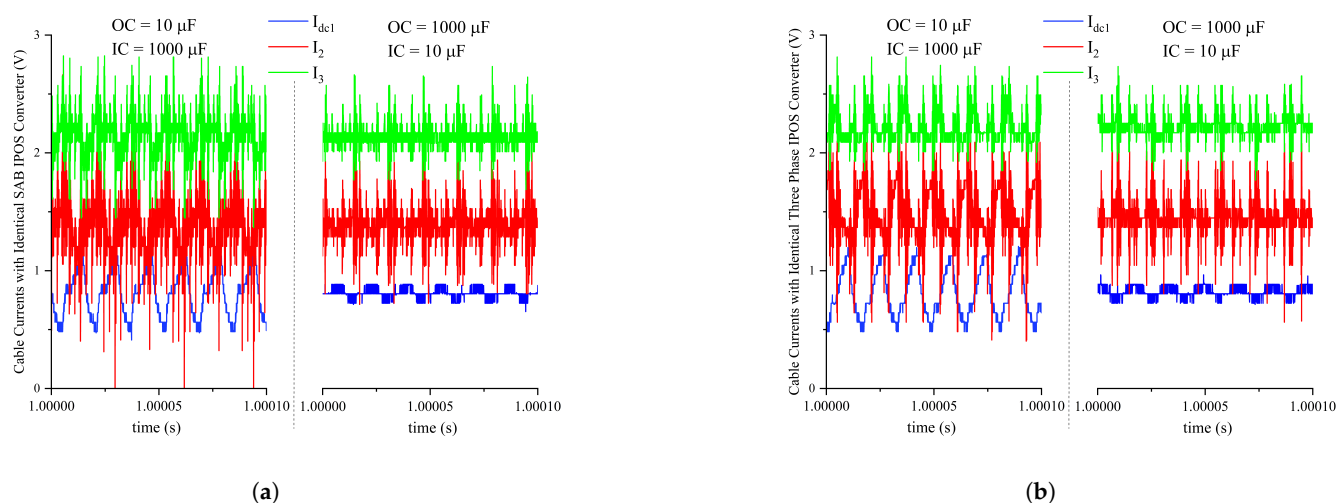 OC = 10 μF
IC = 1000 μF
I_dc1
I_2
I_3
OC = 1000 μF
IC = 10 μF
Cable Currents with Identical SAB IPOS Converter (V)
3
2
1
0
1.00000
1.00005
1.00010
1.00000
1.00005
1.00010
time (s)
time (s)
(a)
OC = 10 μF
IC = 1000 μF
I_dc1
I_2
I_3
OC = 1000 μF
IC = 10 μF
Cable Currents with Identical Three Phase IPOS Converter (V)
3
2
1
0
1.00000
1.00005
1.00010
1.00000
1.00005
1.00010
time (s)
time (s)
(b)